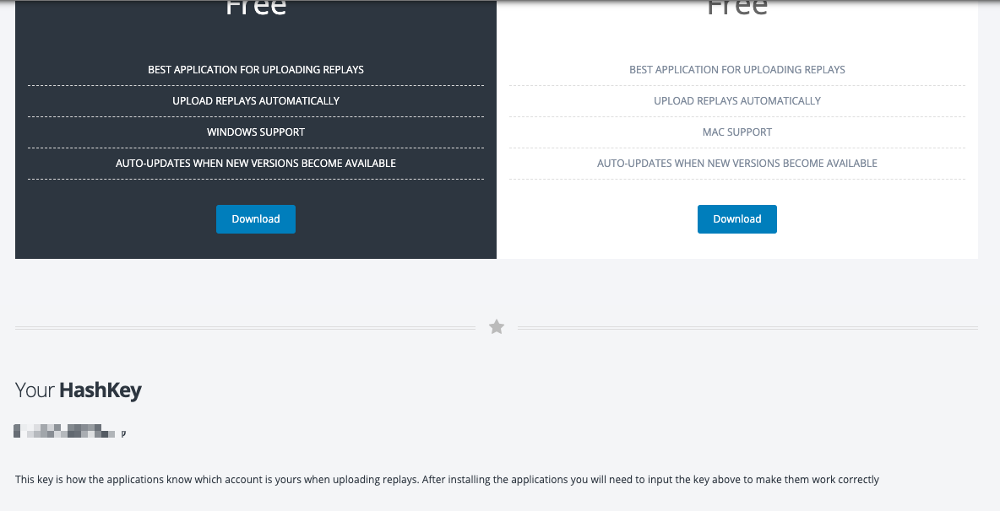 Free
BEST APPLICATION FOR UPLOADING REPLAYS
UPLOAD REPLAYS AUTOMATICALLY
WINDOWS SUPPORT
AUTO-UPDATES WHEN NEW VERSIONS BECOME AVAILABLE
Download
Free
BEST APPLICATION FOR UPLOADING REPLAYS
UPLOAD REPLAYS AUTOMATICALLY
MAC SUPPORT
AUTO-UPDATES WHEN NEW VERSIONS BECOME AVAILABLE
Download
Your HashKey
This key is how the applications know which account is yours when uploading replays. After installing the applications you will need to input the key above to make them work correctly